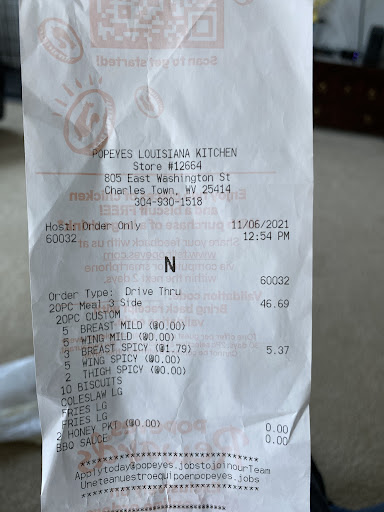 Scan to get started!
POPEYES LOUISIANA KITCHEN
Store #12664
805 East Washington St
Charles Town, WV 25414
304-930-1518
Host: Order Only 11/06/2021
60032 12:54 PM
N
60032
Order Type: Drive Thru
20PC Meal 3 Side 46.69
20PC CUSTOM
5 BREAST MILD (@0.00)
5 WING MILD (@0.00)
3 BREAST SPICY (@1.79) 5.37
5 WING SPICY (@0.00)
2 THIGH SPICY (@0.00)
10 BISCUITS
COLESLAW LG
FRIES LG
FRIES LG
2 HONEY PKT (@0.00) 0.00
BBQ SAUCE 0.00
****************************
Applytoday@popeyes.jobstojoinourTeam
Uneteanuestroequipoenpopeyes.jobs
****************************